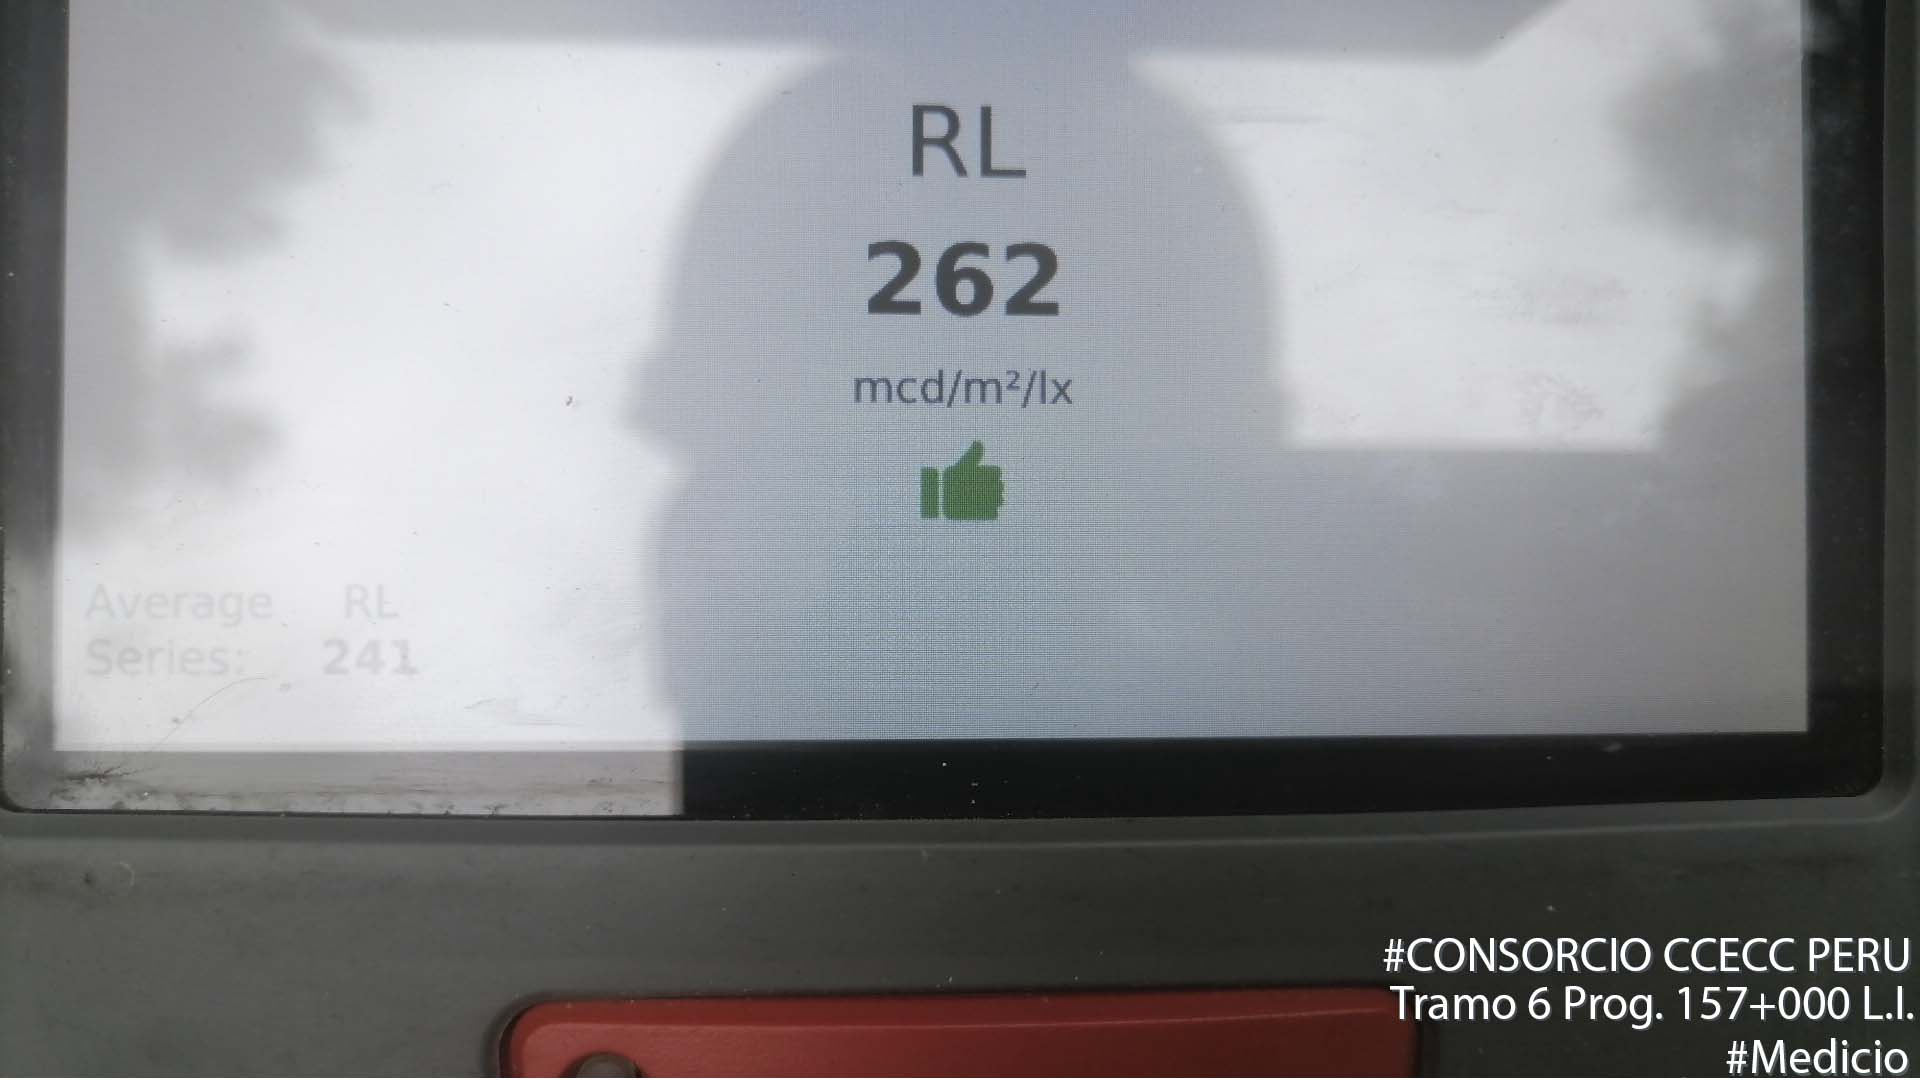 RL
262
mcd/m²/lx
Average RL
Series: 241
#CONSORCIO CCECC PERU
Tramo 6 Prog. 157+000 L.I.
#Medicio